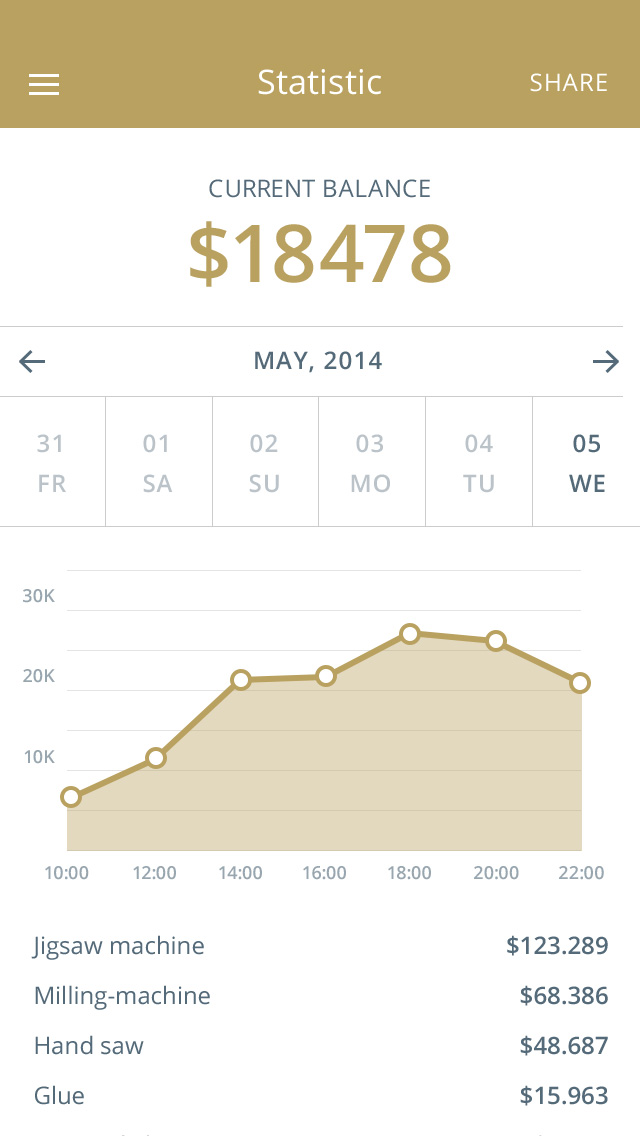 Statistic
SHARE
CURRENT BALANCE
$18478
MAY, 2014
31 01 02 03 04 05
FR SA SU MO TU WE
30K
20K
10K
10:00 12:00 14:00 16:00 18:00 20:00 22:00
Jigsaw machine $123.289
Milling-machine $68.386
Hand saw $48.687
Glue $15.963